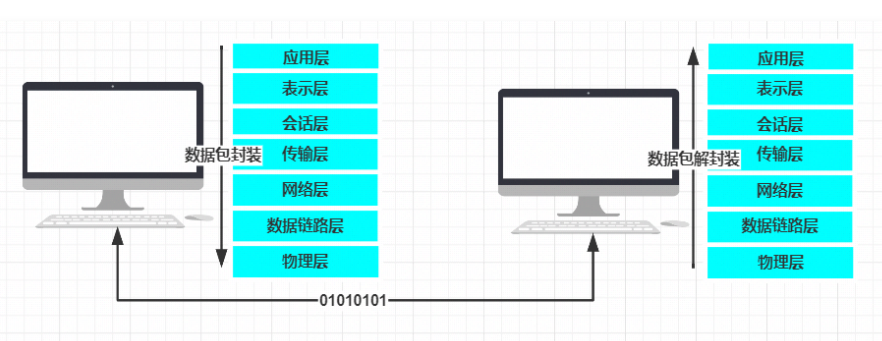 应用层
表示层
会话层
数据包封装
传输层
网络层
数据链路层
物理层
应用层
表示层
会话层
数据包解封装
传输层
网络层
数据链路层
物理层
01010101